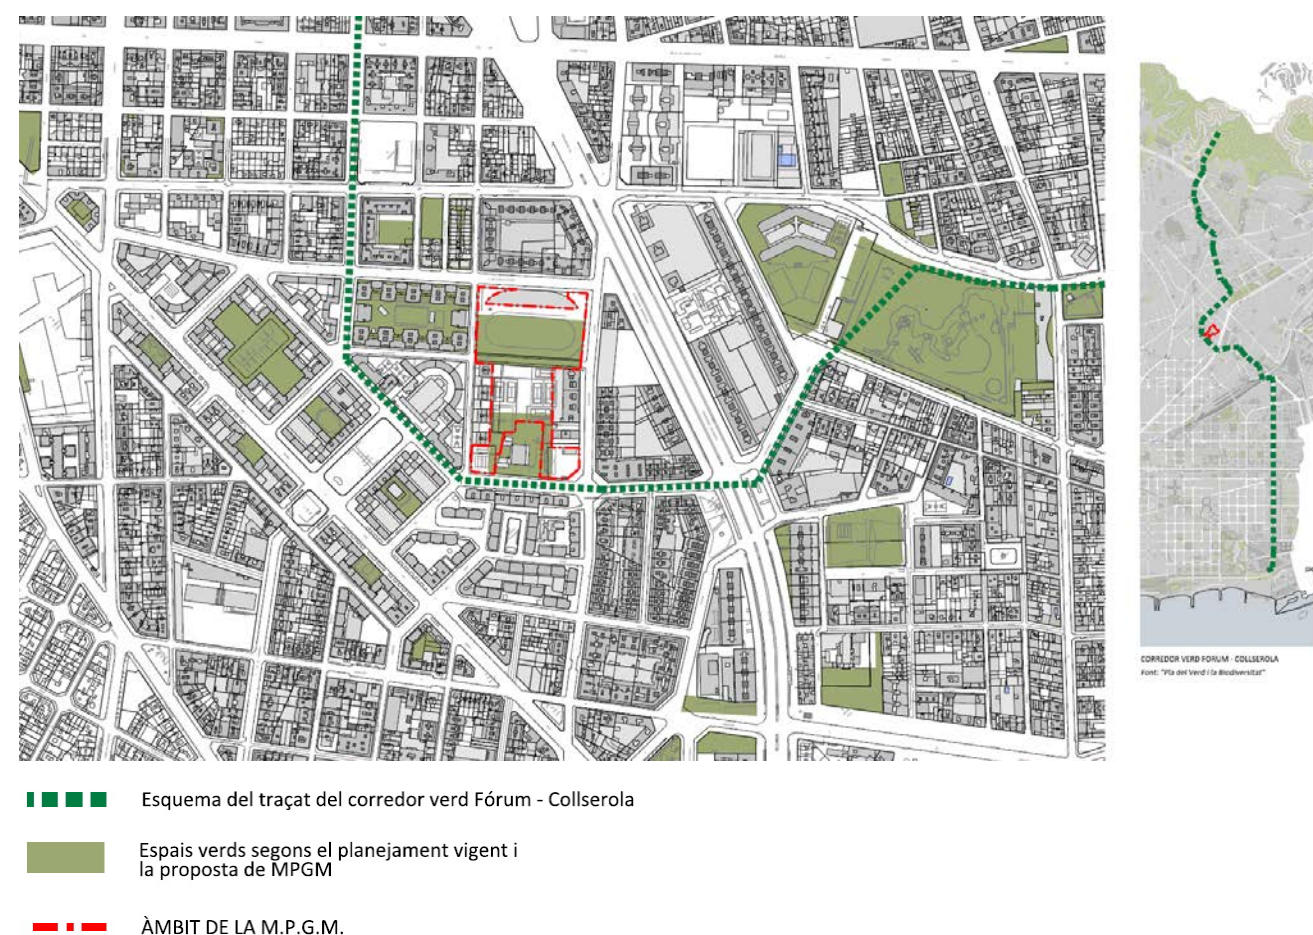 CORREDOR VERD FORUM - COLLSEROLA
Font: "Pla del Verd i la Biodiversitat"
Esquema del traçat del corredor verd Fórum - Collserola
Espais verds segons el planejament vigent i
la proposta de MPGM
ÀMBIT DE LA M.P.G.M.